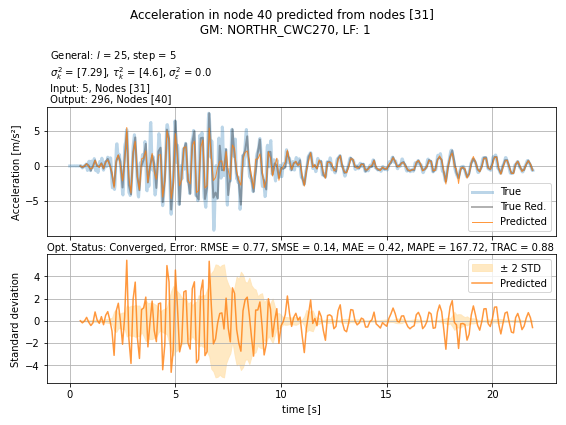 Acceleration in node 40 predicted from nodes [31]
GM: NORTHR_CWC270, LF: 1
General: l = 25, step = 5
σ²ₖ = [7.29], τ²ₖ = [4.6], σ²ε = 0.0
Input: 5, Nodes [31]
Output: 296, Nodes [40]
Acceleration [m/s²]
5
0
−5
True
True Red.
Predicted
Opt. Status: Converged, Error: RMSE = 0.77, SMSE = 0.14, MAE = 0.42, MAPE = 167.72, TRAC = 0.88
Standard deviation
4
2
0
−2
−4
± 2 STD
Predicted
0 5 10 15 20
time [s]